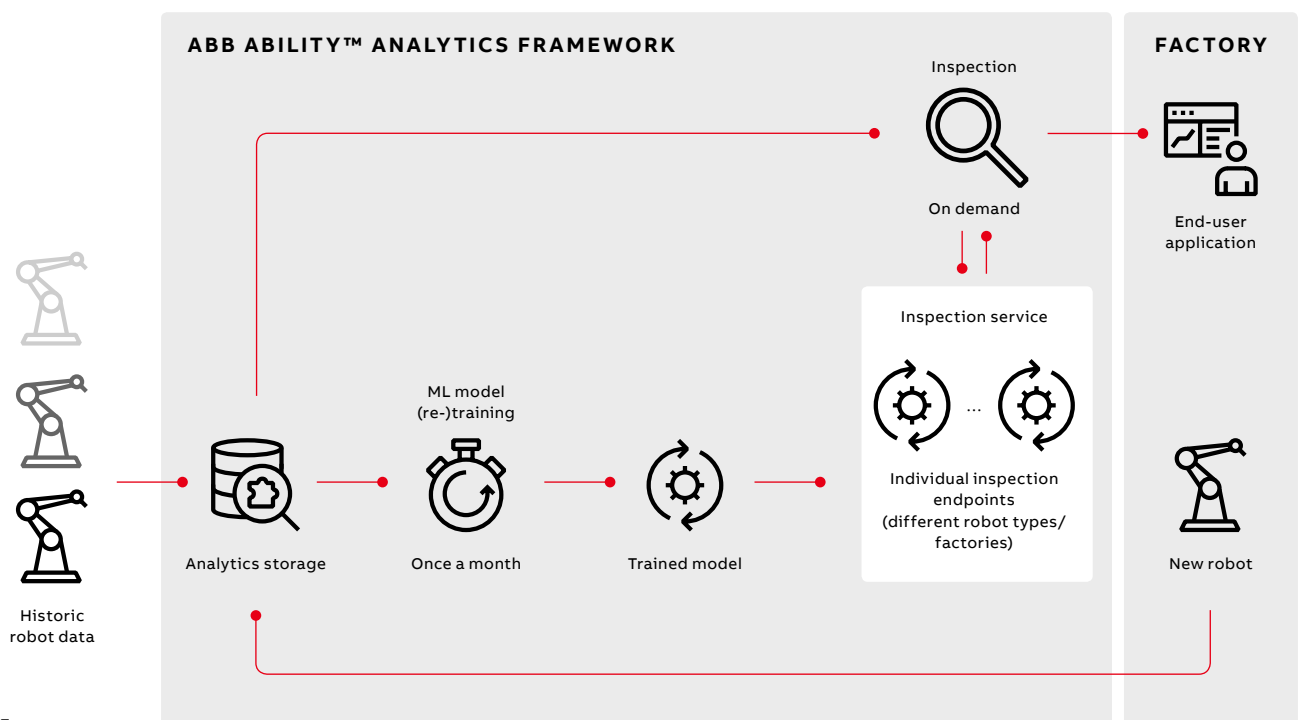 ABB ABILITY™ ANALYTICS FRAMEWORK
FACTORY
Inspection
On demand
End-user
application
Inspection service
...
Individual inspection
endpoints
(different robot types/
factories)
ML model
(re-)training
Analytics storage
Once a month
Trained model
New robot
Historic
robot data